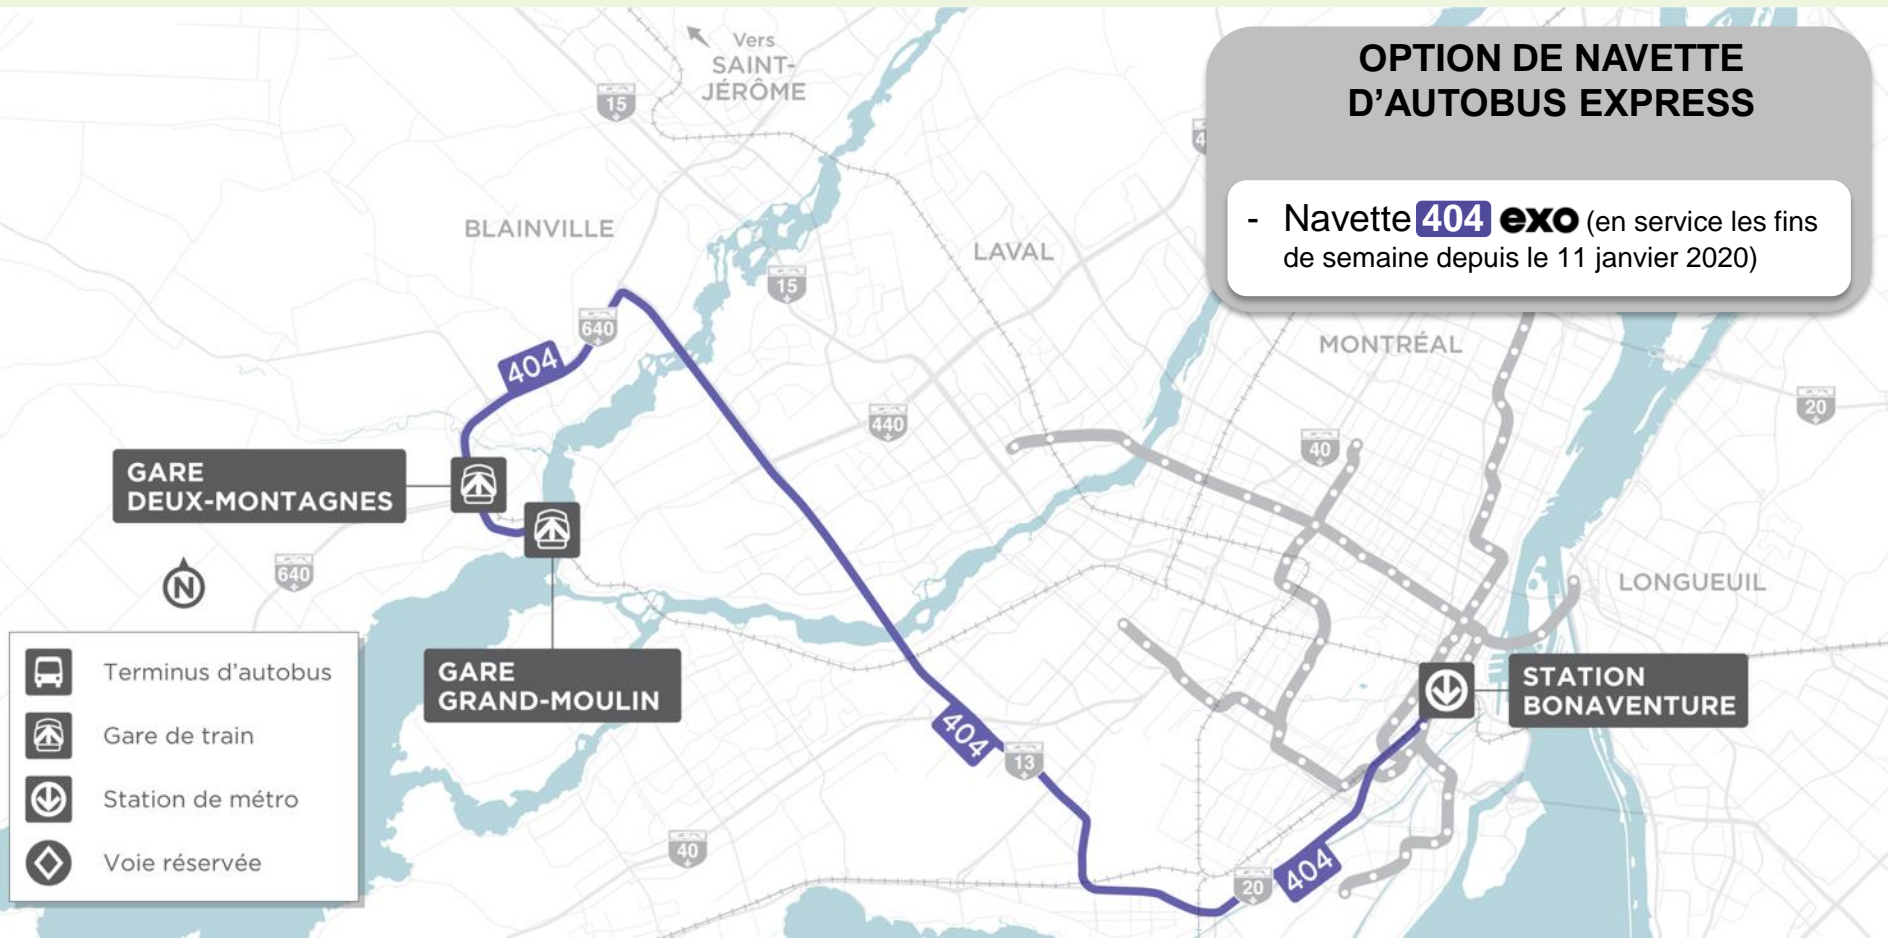 Vers
SAINT-
JÉRÔME
15
OPTION DE NAVETTE
D'AUTOBUS EXPRESS
- Navette 404 exo (en service les fins
de semaine depuis le 11 janvier 2020)
4
BLAINVILLE
LAVAL
15
640
MONTRÉAL
404
20
440
40
GARE
DEUX-MONTAGNES
640
N
LONGUEUIL
GARE
GRAND-MOULIN
STATION
BONAVENTURE
404
13
40
20
404
Terminus d'autobus
Gare de train
Station de métro
Voie réservée